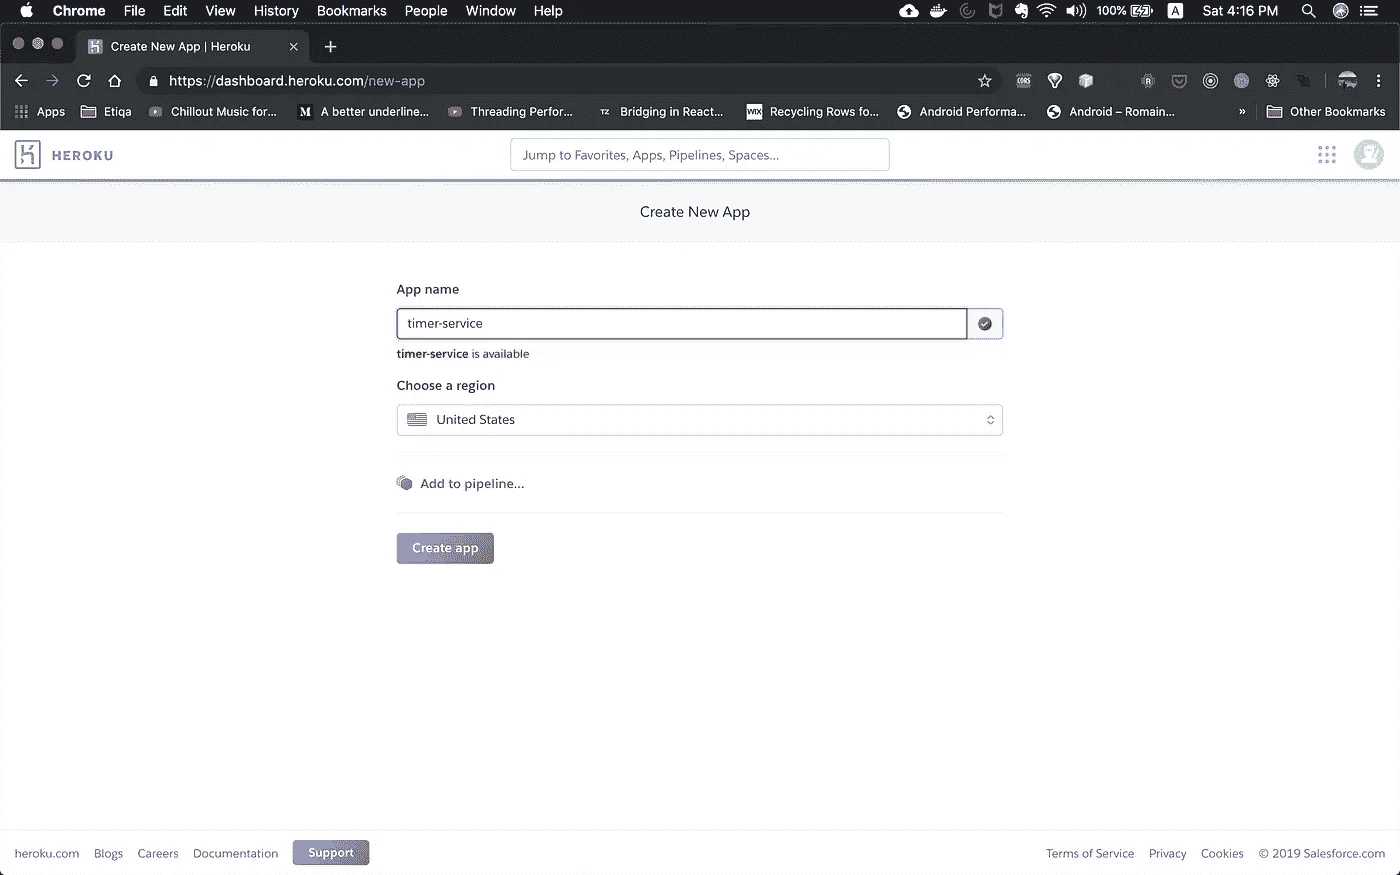 Chrome File Edit View History Bookmarks People Window Help 100% A Sat 4:16 PM
Create New App | Heroku
https://dashboard.heroku.com/new-app CORS
Apps Etiqa Chillout Music for... M A better underline... Threading Perfor... TZ Bridging in React... WIX Recycling Rows fo... Android Performa... Android – Romain... » Other Bookmarks
HEROKU Jump to Favorites, Apps, Pipelines, Spaces...
Create New App
App name
timer-service
timer-service is available
Choose a region
United States
Add to pipeline...
Create app
heroku.com Blogs Careers Documentation Support Terms of Service Privacy Cookies © 2019 Salesforce.com